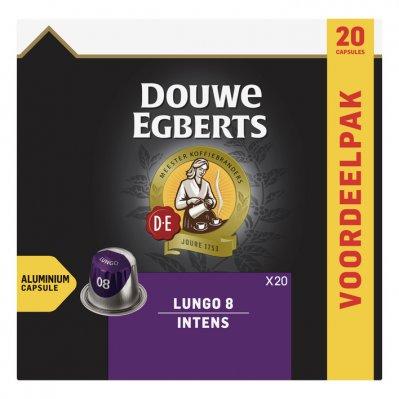 20
CAPSULES
VOORDEELPAK
DOUWE
EGBERTS
MEESTER KOFFIEBRANDERS
D·E
JOURE 1753
ALUMINIUM
CAPSULE
LUNGO
08
X20
LUNGO 8
INTENS